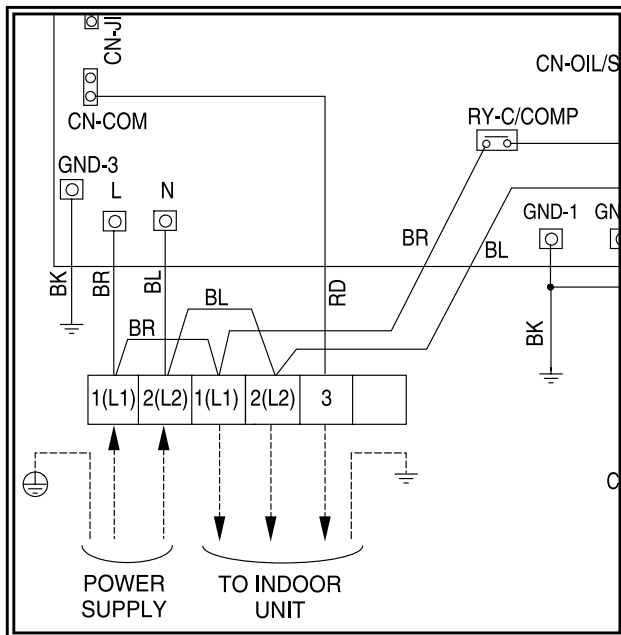 CN-JI
CN-OIL/S
CN-COM
RY-C/COMP
GND-3
L
N
GND-1
GN
BR
BL
BK
BR
BL
RD
BL
BR
BK
1(L1)
2(L2)
1(L1)
2(L2)
3
C
POWER
SUPPLY
TO INDOOR
UNIT